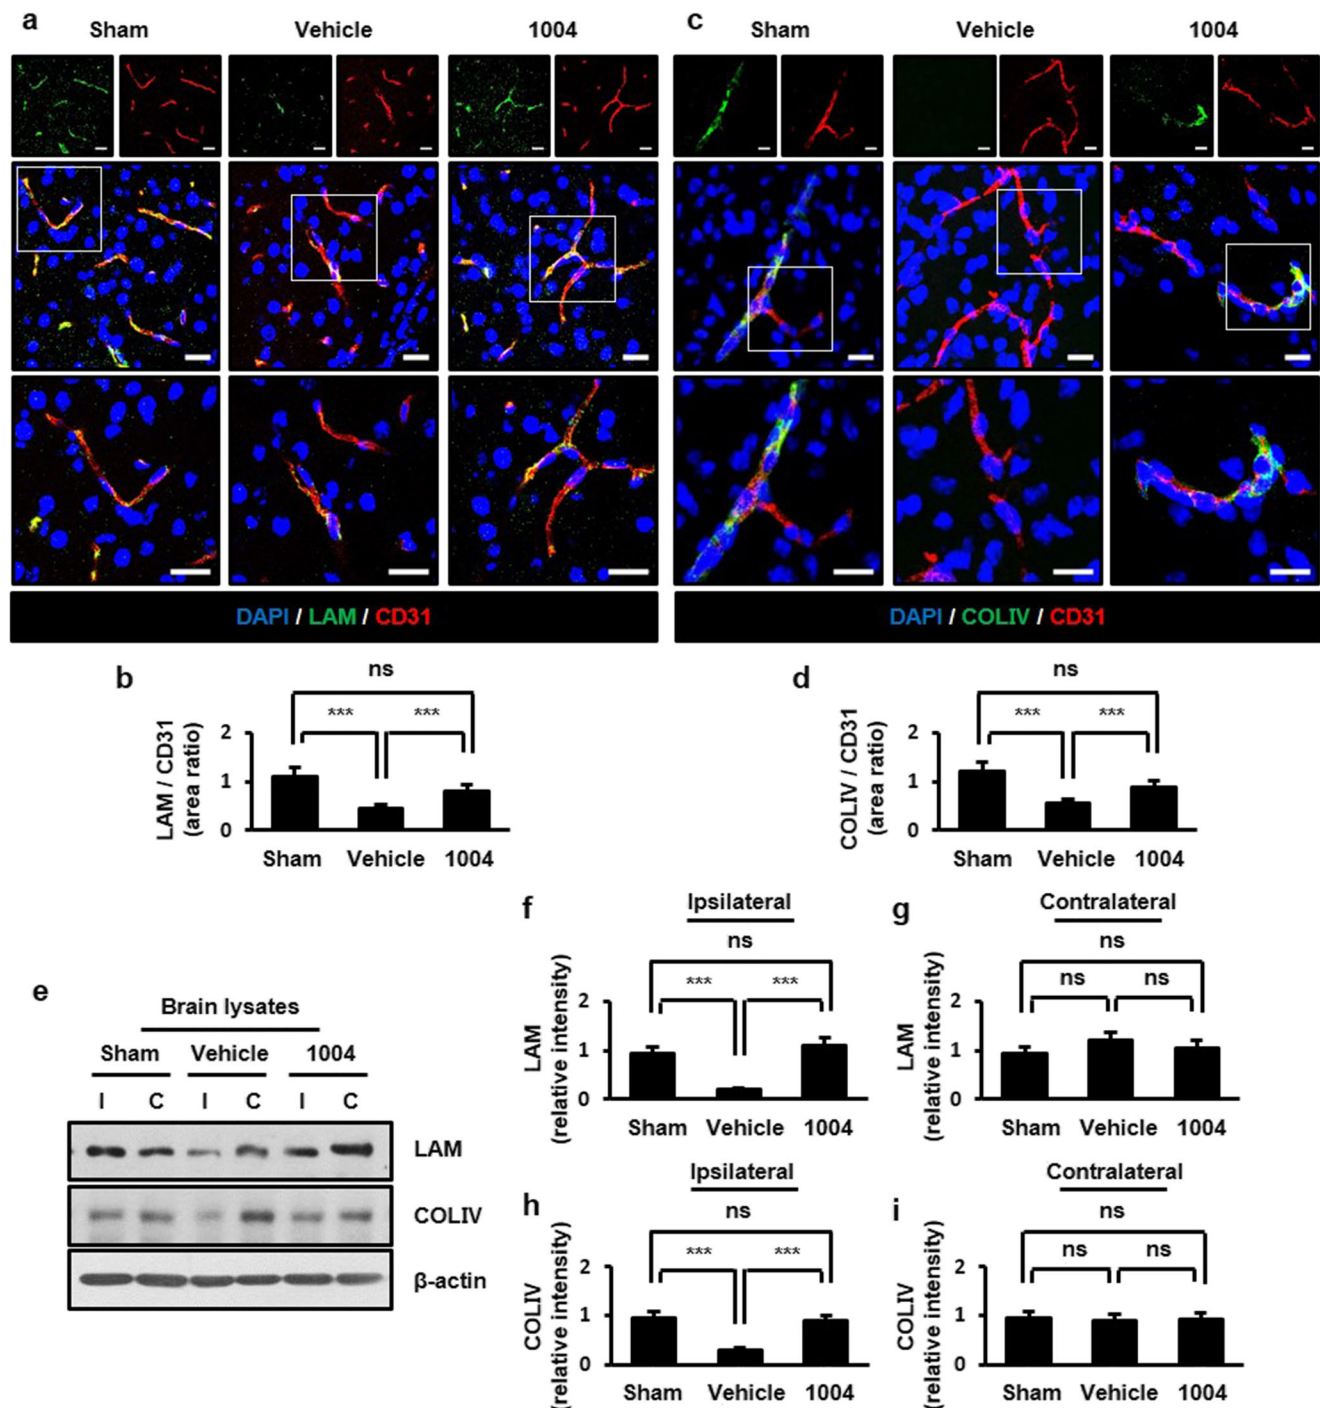 a
Sham Vehicle 1004
c
Sham Vehicle 1004
DAPI / LAM / CD31
DAPI / COLIV / CD31
b
ns
*** ***
LAM / CD31
(area ratio)
2
1
0
Sham Vehicle 1004
d
ns
*** ***
COLIV / CD31
(area ratio)
2
1
0
Sham Vehicle 1004
e
Brain lysates
Sham Vehicle 1004
I C I C I C
LAM
COLIV
β-actin
f
Ipsilateral
ns
*** ***
LAM
(relative intensity)
2
1
0
Sham Vehicle 1004
g
Contralateral
ns
ns ns
LAM
(relative intensity)
2
1
0
Sham Vehicle 1004
h
Ipsilateral
ns
*** ***
COLIV
(relative intensity)
2
1
0
Sham Vehicle 1004
i
Contralateral
ns
ns ns
COLIV
(relative intensity)
2
1
0
Sham Vehicle 1004